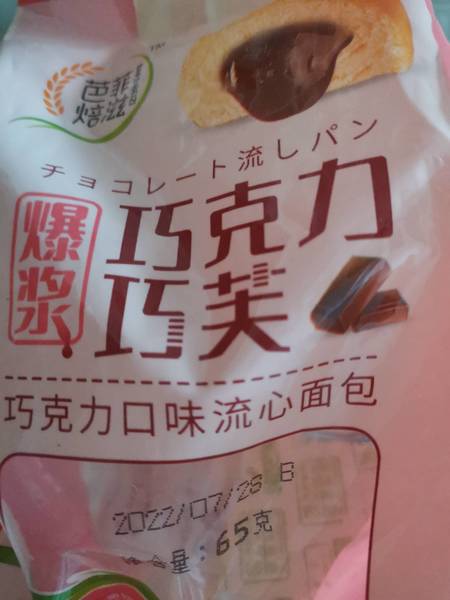 芭菲
焙滋
TM
チョコレート流しパン
爆浆
巧克力
巧芙
巧克力口味流心面包
2022/07/28 B
量:65克